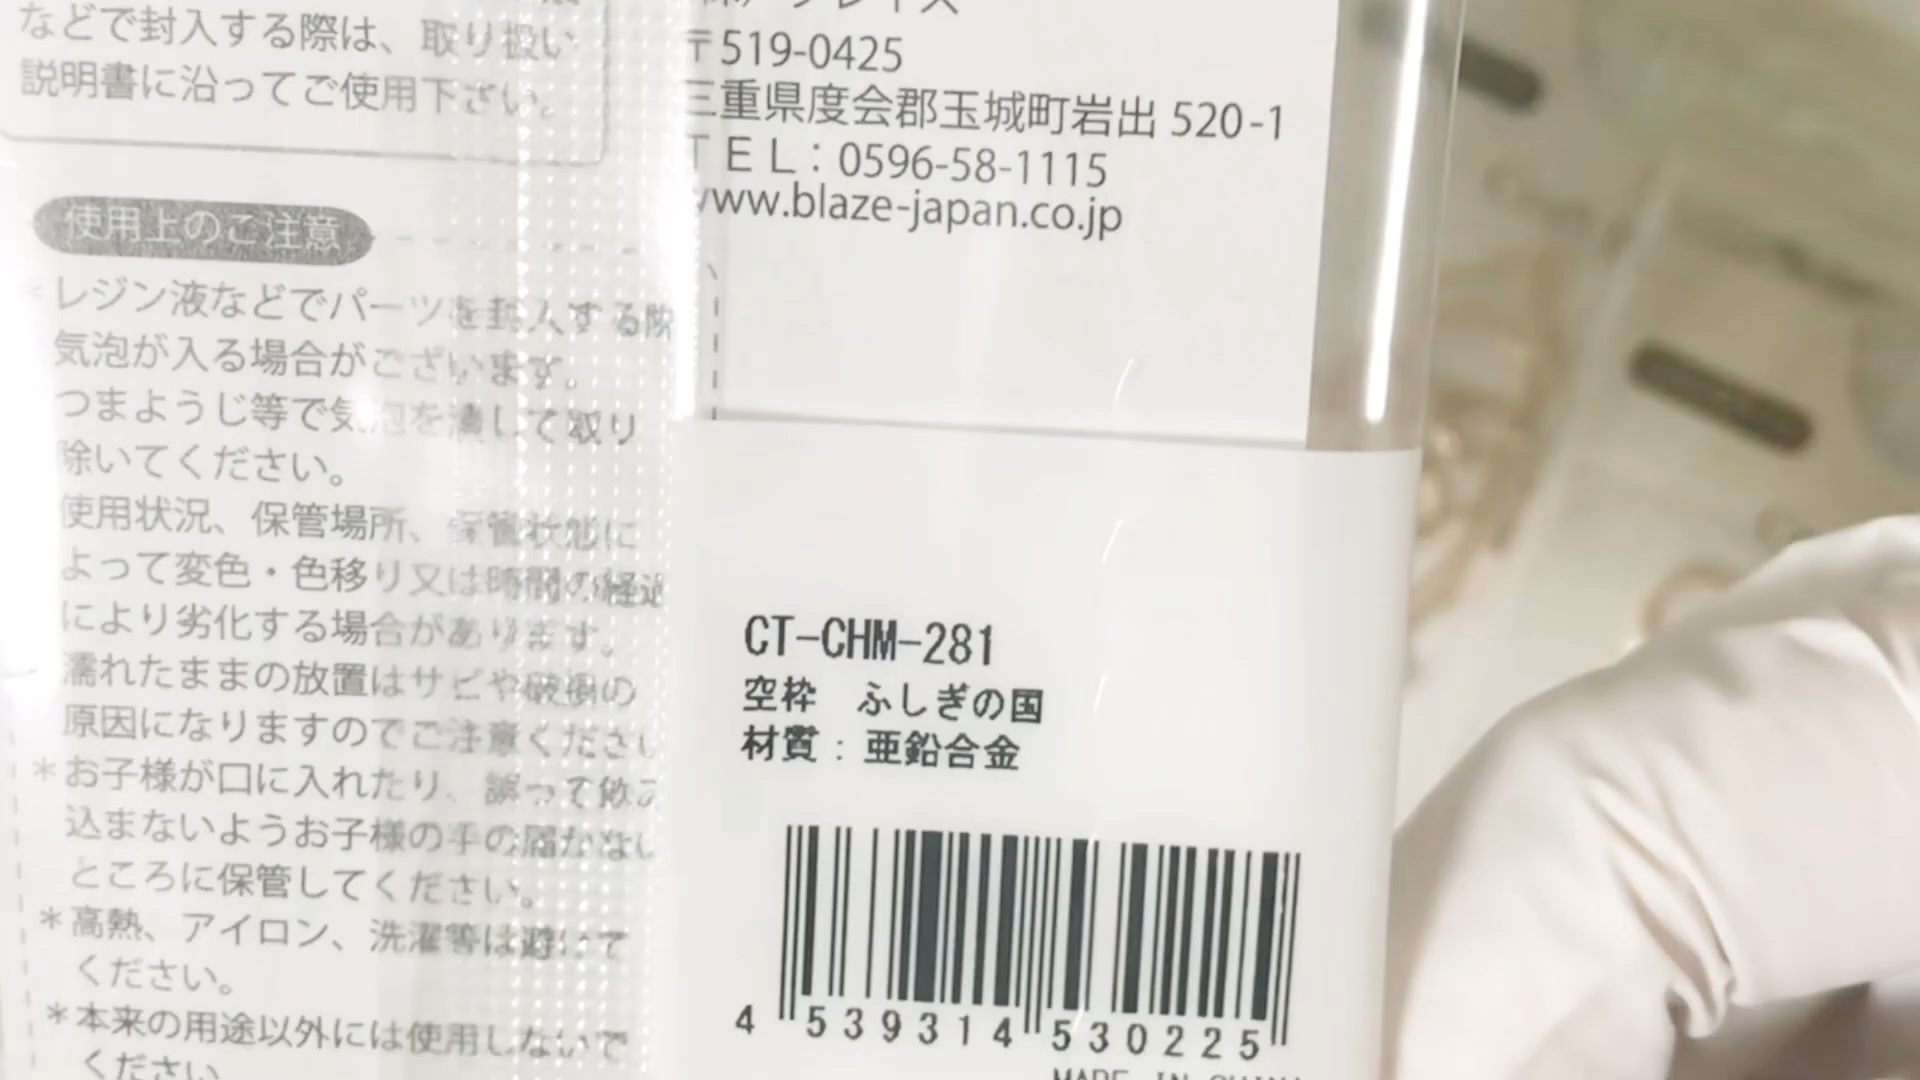 などで封入する際は、取り扱い
説明書に沿ってご使用下さい。
使用上のご注意
*レジン液などでパーツを封入する際
気泡が入る場合がございます。
つまようじ等で気泡を潰して取り
除いてください。
使用状況、保管場所、保管状態に
よって変色・色移り又は時間の経過
により劣化する場合があります。
濡れたままの放置はサビや破損の
原因になりますのでご注意くださ
*お子様が口に入れたり、誤って飲み
込まないようお子様の手の届かない
ところに保管してください。
*高熱、アイロン、洗濯等は避けて
ください。
*本来の用途以外には使用しないで
ください
〒519-0425
三重県度会郡玉城町岩出 520-1
TEL:0596-58-1115
www.blaze-japan.co.jp
CT-CHM-281
空枠 ふしぎの国
材質:亜鉛合金
4 539314 530225
MADE IN CHINA